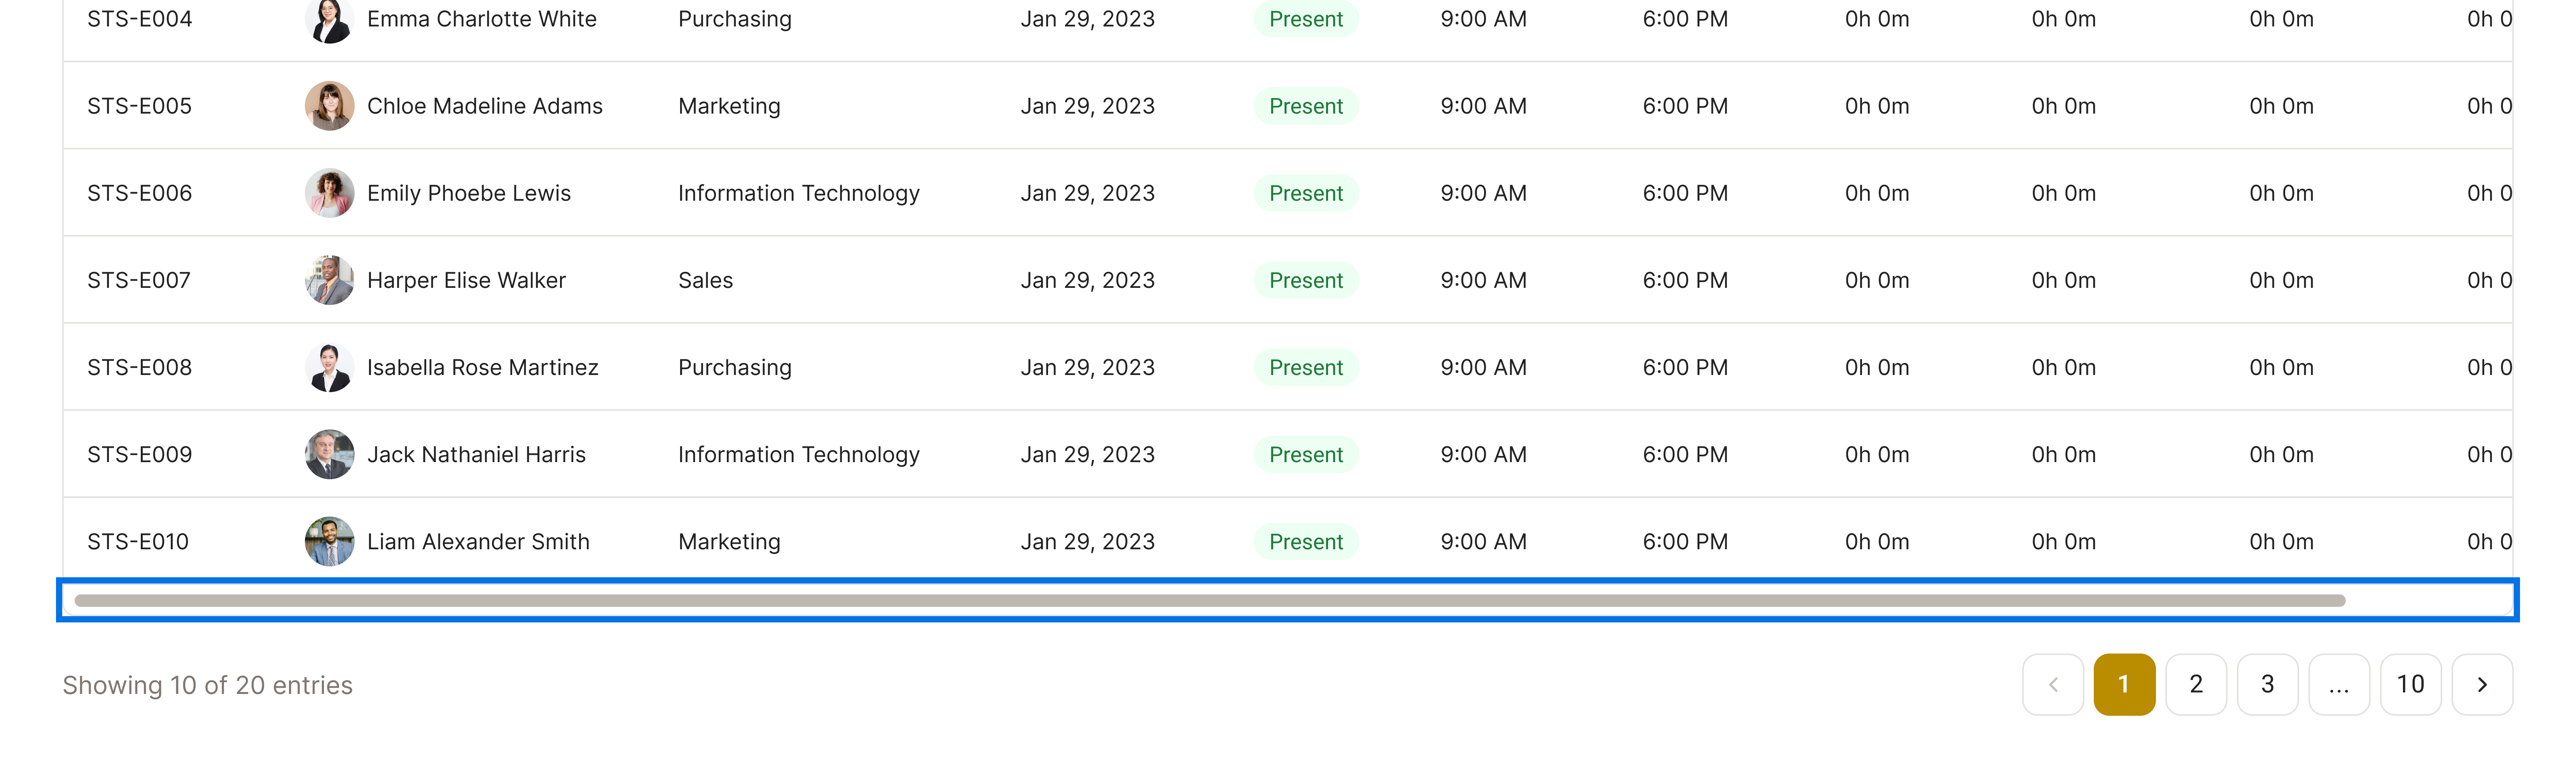 STS-E004 Emma Charlotte White Purchasing Jan 29, 2023 Present 9:00 AM 6:00 PM 0h 0m 0h 0m 0h 0m 0h 0
STS-E005 Chloe Madeline Adams Marketing Jan 29, 2023 Present 9:00 AM 6:00 PM 0h 0m 0h 0m 0h 0m 0h 0
STS-E006 Emily Phoebe Lewis Information Technology Jan 29, 2023 Present 9:00 AM 6:00 PM 0h 0m 0h 0m 0h 0m 0h 0
STS-E007 Harper Elise Walker Sales Jan 29, 2023 Present 9:00 AM 6:00 PM 0h 0m 0h 0m 0h 0m 0h 0
STS-E008 Isabella Rose Martinez Purchasing Jan 29, 2023 Present 9:00 AM 6:00 PM 0h 0m 0h 0m 0h 0m 0h 0
STS-E009 Jack Nathaniel Harris Information Technology Jan 29, 2023 Present 9:00 AM 6:00 PM 0h 0m 0h 0m 0h 0m 0h 0
STS-E010 Liam Alexander Smith Marketing Jan 29, 2023 Present 9:00 AM 6:00 PM 0h 0m 0h 0m 0h 0m 0h 0
Showing 10 of 20 entries 1 2 3 ... 10